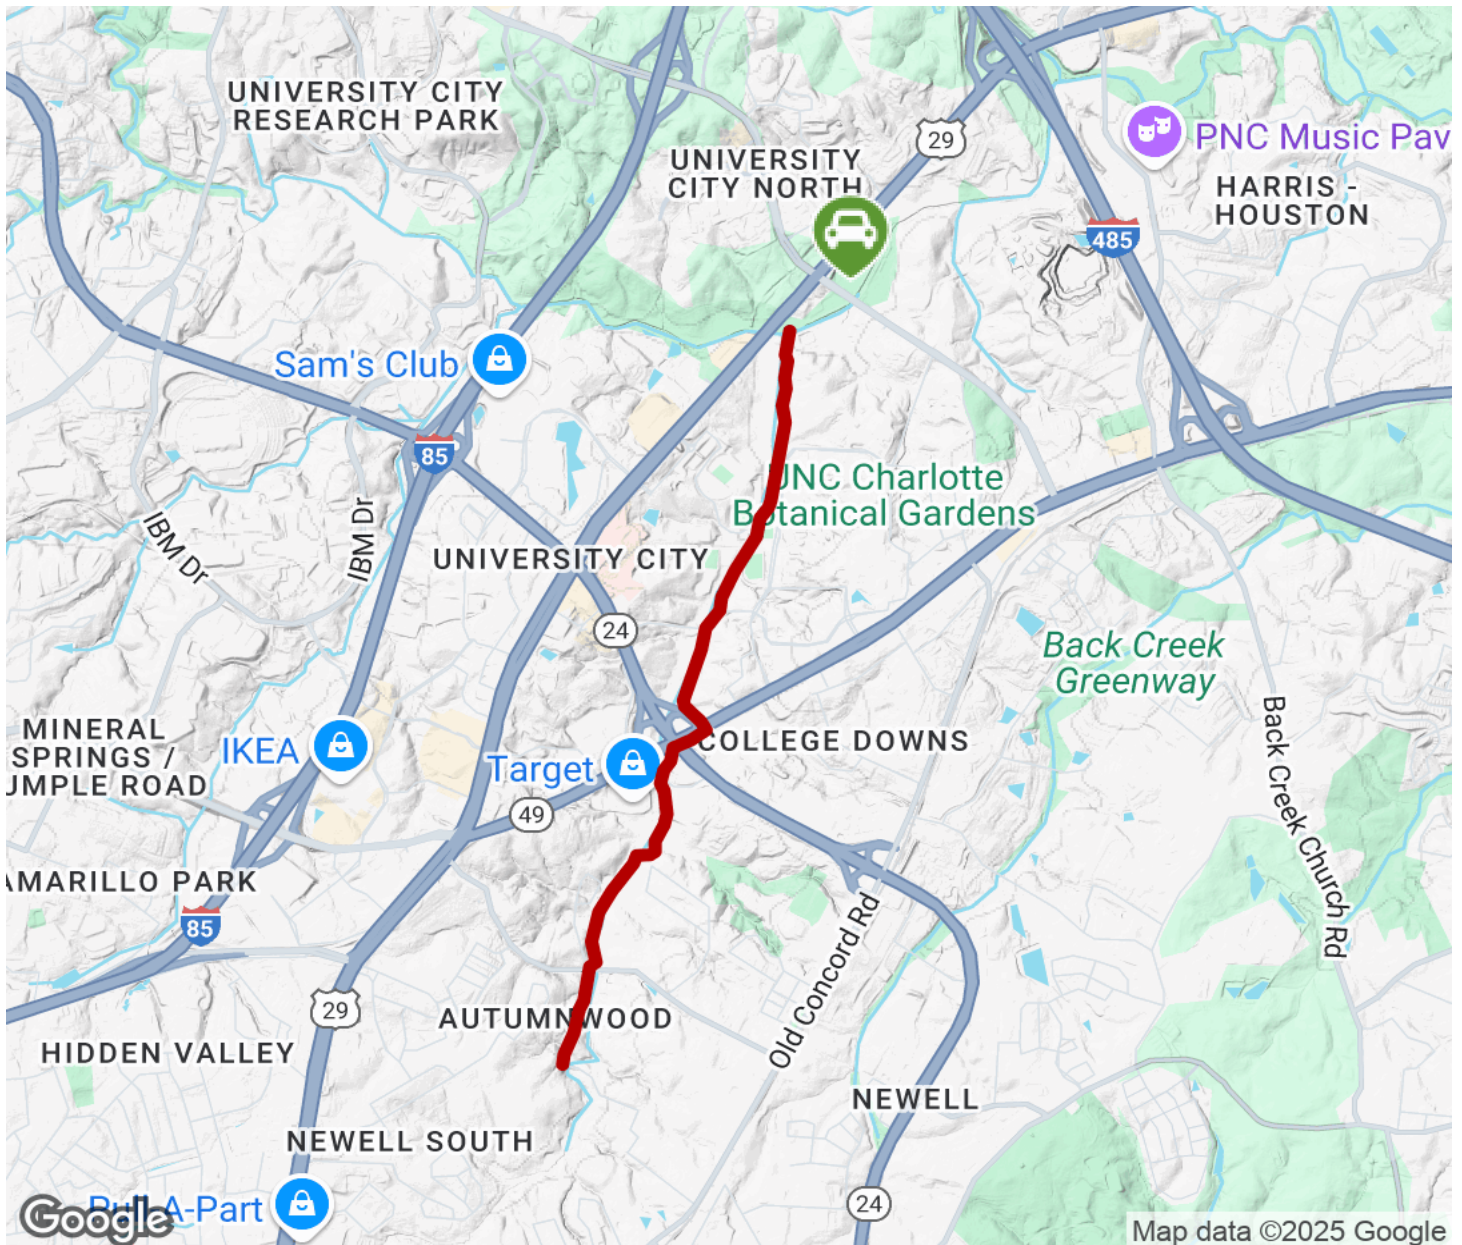 UNIVERSITY CITY
RESEARCH PARK
UNIVERSITY
CITY NORTH
29
PNC Music Pav
HARRIS -
HOUSTON
485
Sam's Club
85
IBM Dr
IBM Dr
UNC Charlotte
Botanical Gardens
UNIVERSITY CITY
24
Back Creek
Greenway
MINERAL
SPRINGS /
UMPLE ROAD
IKEA
Target
COLLEGE DOWNS
49
Back Creek Church Rd
AMARILLO PARK
85
Old Concord Rd
29
AUTUMNWOOD
HIDDEN VALLEY
NEWELL
NEWELL SOUTH
Pull-A-Part
24
Google
Map data ©2025 Google